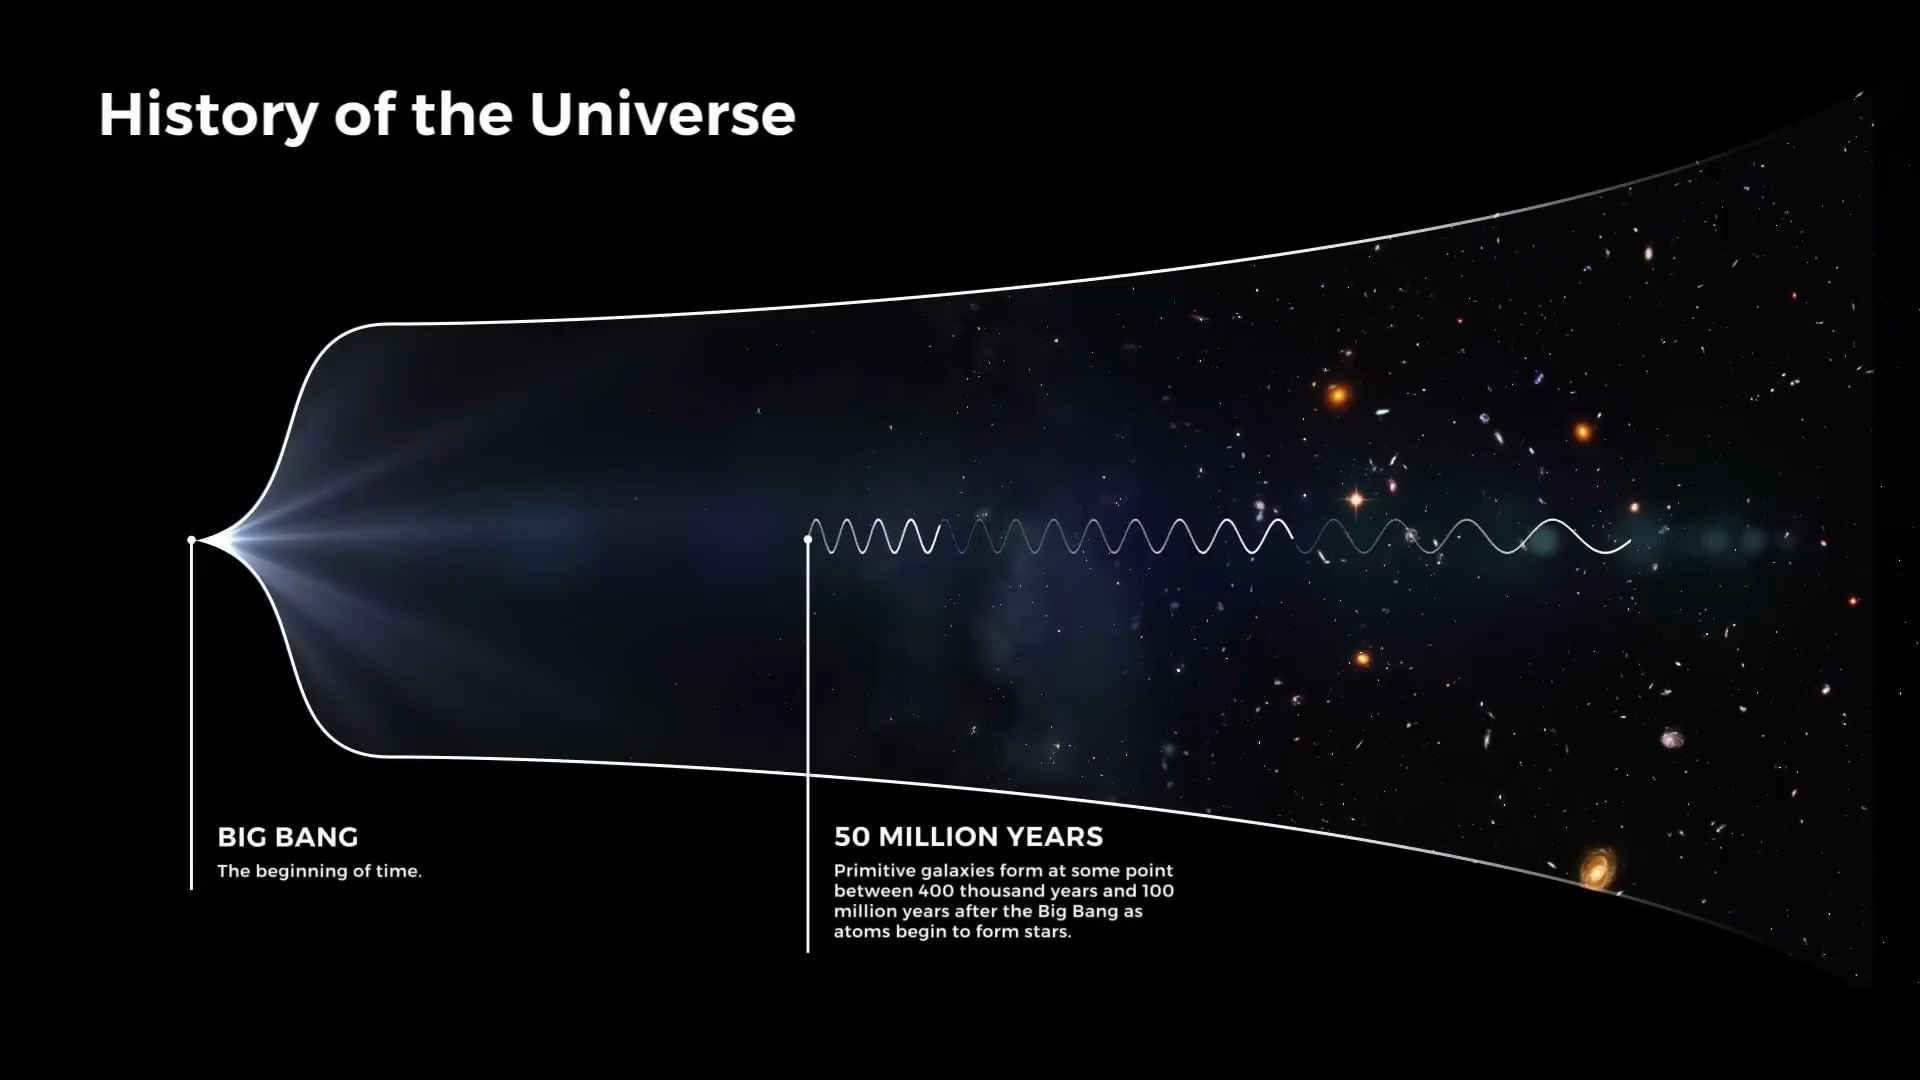 History of the Universe
BIG BANG
The beginning of time.
50 MILLION YEARS
Primitive galaxies form at some point
between 400 thousand years and 100
million years after the Big Bang as
atoms begin to form stars.